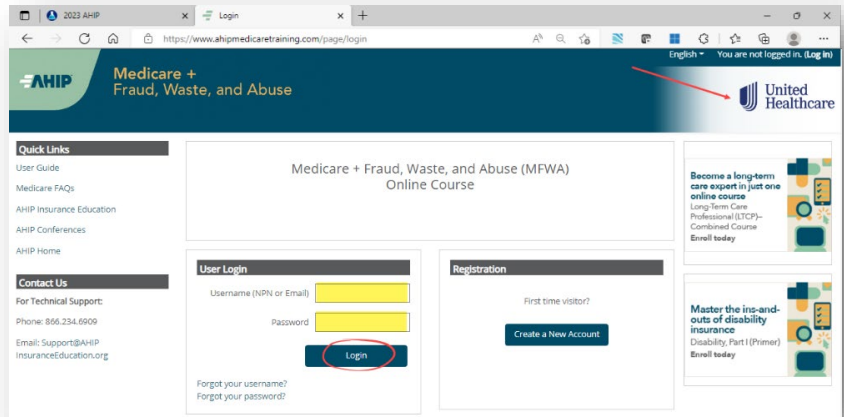 2023 AHIP
Login
https://www.ahipmedicaretraining.com/page/login
English
You are not logged in. (Log in)
AHIP
Medicare +
Fraud, Waste, and Abuse
United
Healthcare
Quick Links
User Guide
Medicare FAQs
AHIP Insurance Education
AHIP Conferences
AHIP Home
Contact Us
For Technical Support:
Phone: 866.234.6909
Email: Support@AHIP
InsuranceEducation.org
Medicare + Fraud, Waste, and Abuse (MFWA)
Online Course
User Login
Username (NPN or Email)
Password
Login
Forgot your username?
Forgot your password?
Registration
First time visitor?
Create a New Account
Become a long-term
care expert in just one
online course
Long-Term Care
Professional (LTCP)–
Combined Course
Enroll today
Master the ins-and-
outs of disability
insurance
Disability, Part I (Primer)
Enroll today